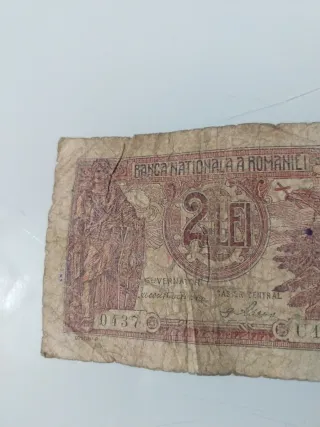 BANCA NATIONALA A ROMANIEI
2 LEI
GUVERNATOR
CASIER CENTRAL
0437